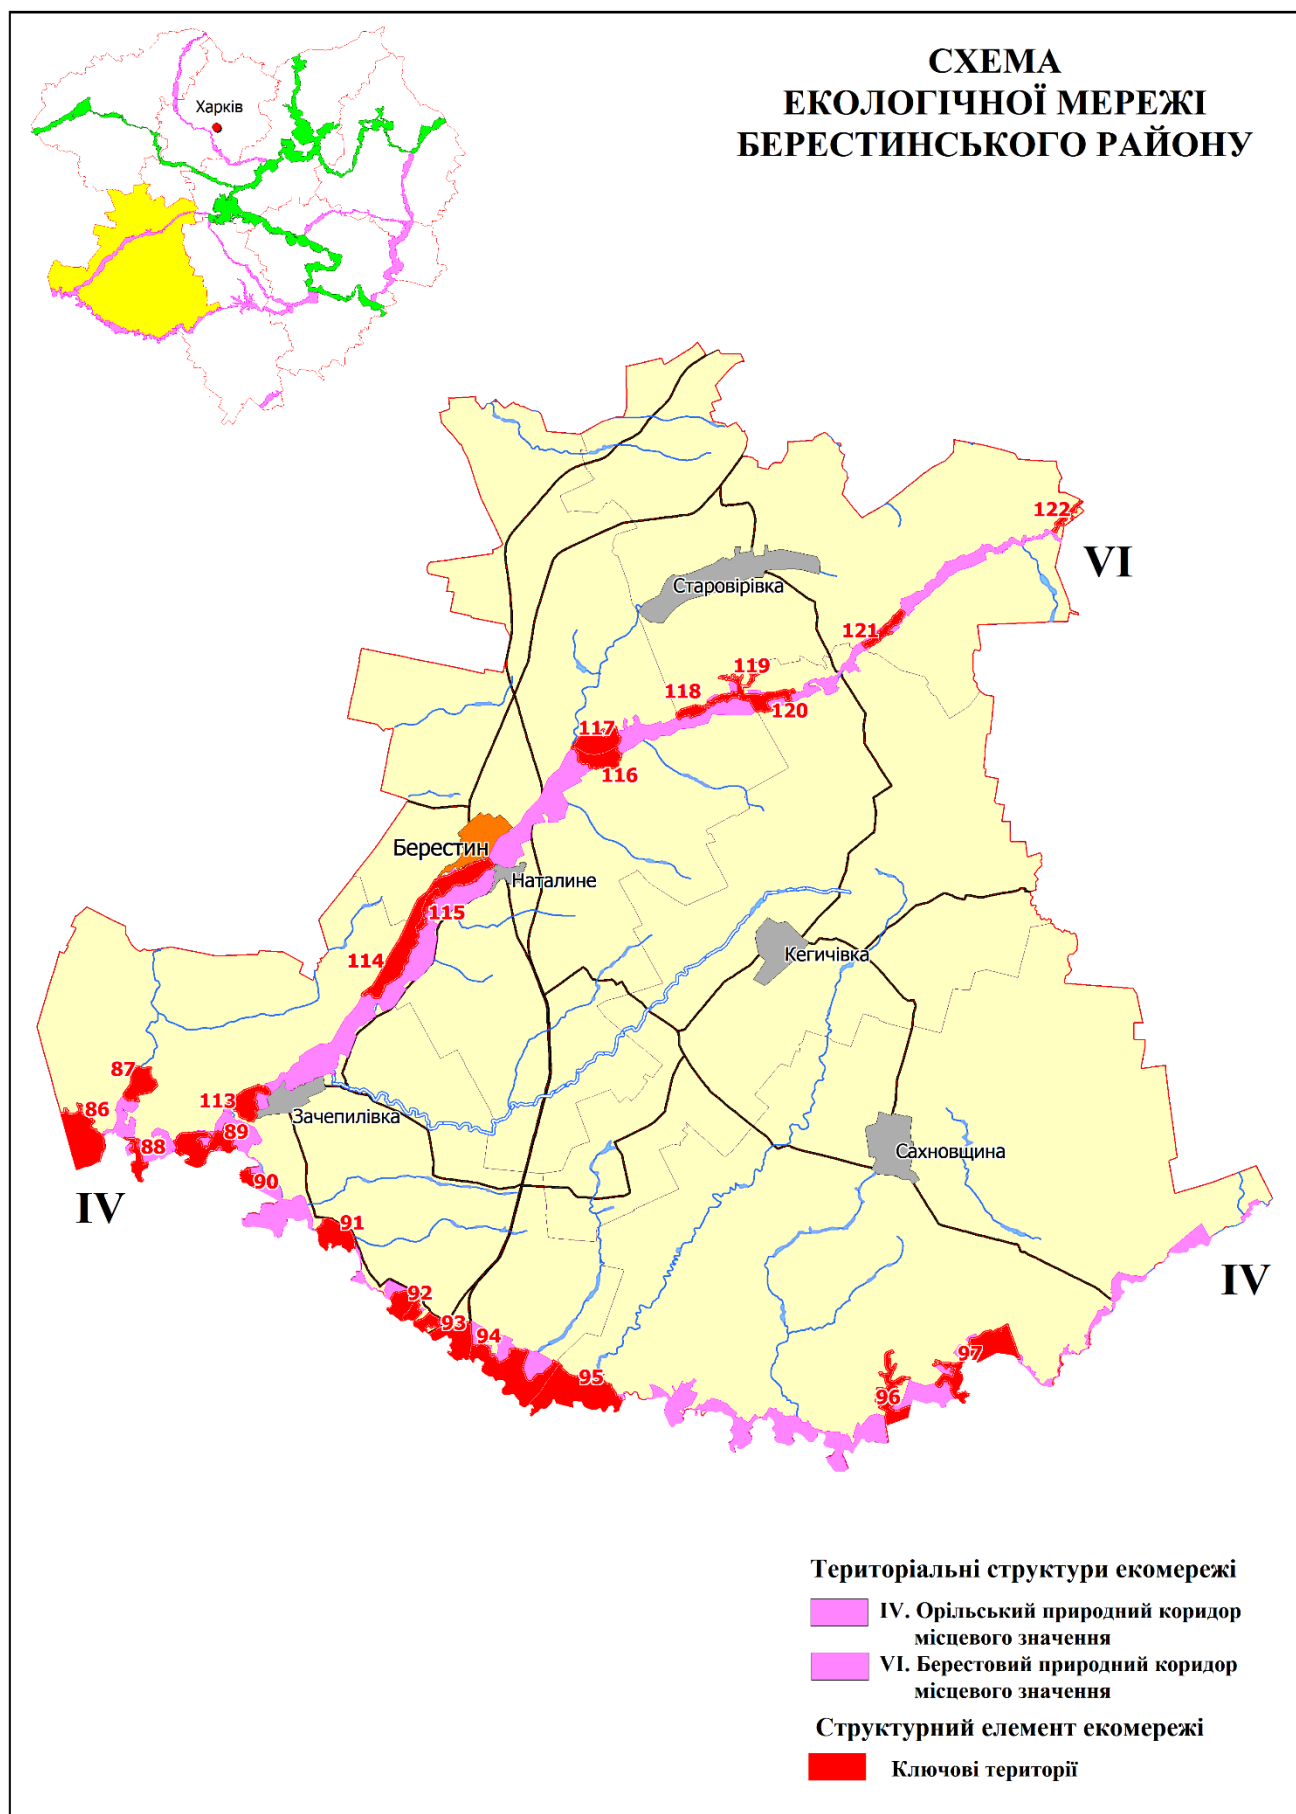 СХЕМА
ЕКОЛОГІЧНОЇ МЕРЕЖІ
БЕРЕСТИНСЬКОГО РАЙОНУ
Харків
122
VI
Старовірівка
121
119
118
120
117
116
Берестин
Наталине
115
114
Кегичівка
87
86
113
Зачепилівка
89
88
Сахновщина
90
IV
91
IV
92
93
94
97
95
96
Територіальні структури екомережі
IV. Орільський природний коридор
місцевого значення
VI. Берестовий природний коридор
місцевого значення
Структурний елемент екомережі
Ключові території